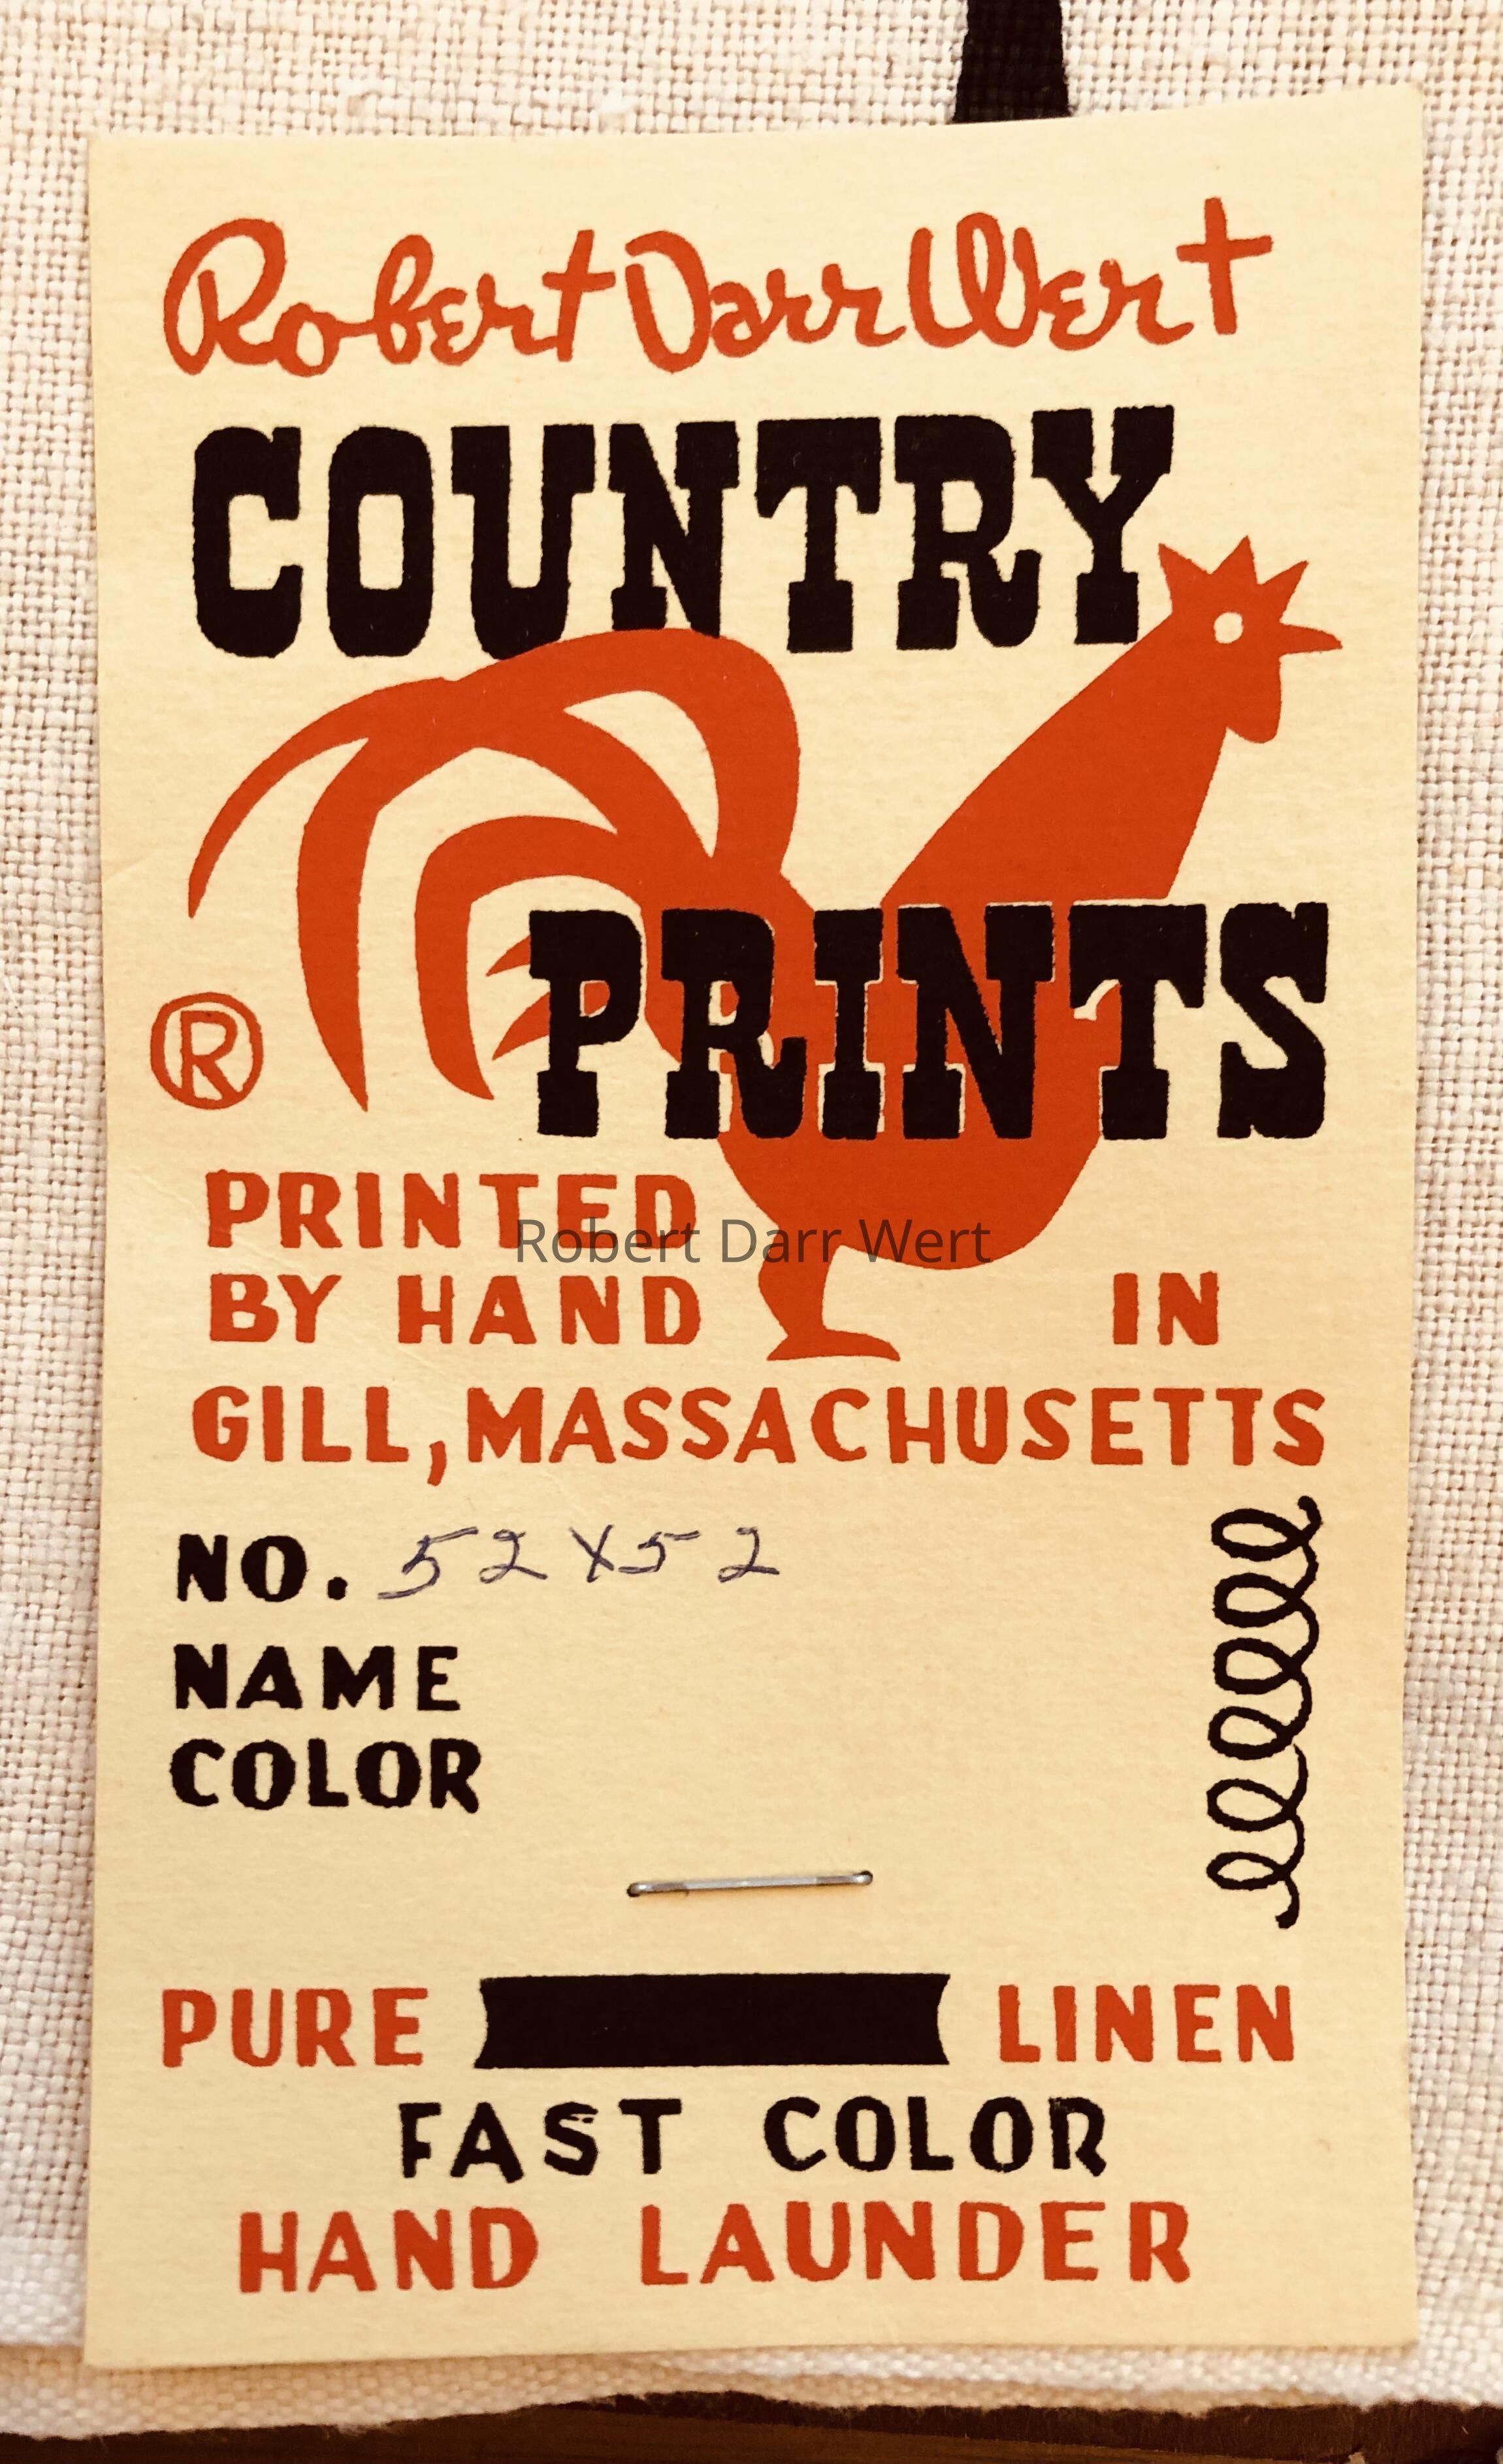 Robert Darr Wert
COUNTRY
PRINTS
®
PRINTED
Robert Darr Wert
BY HAND IN
GILL, MASSACHUSETTS
NO. 52X52
NAME
COLOR
PURE LINEN
FAST COLOR
HAND LAUNDER